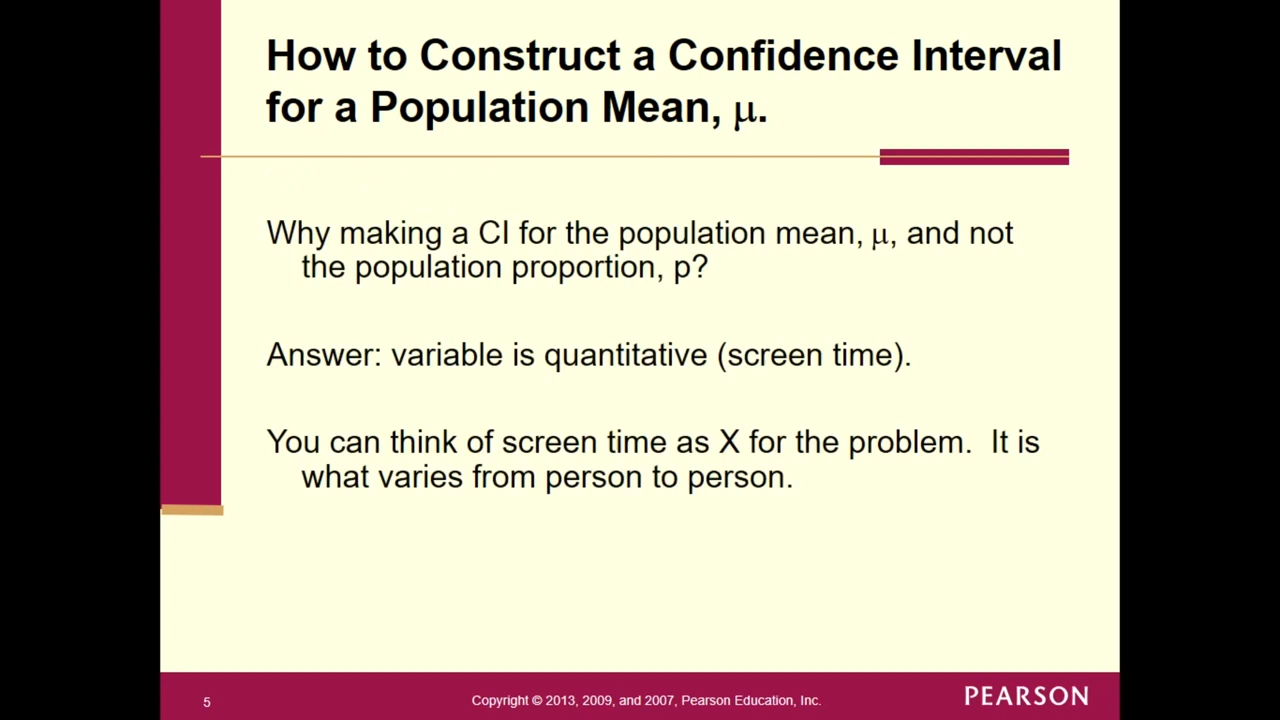 How to Construct a Confidence Interval
for a Population Mean, μ.
Why making a CI for the population mean, μ, and not
the population proportion, p?
Answer: variable is quantitative (screen time).
You can think of screen time as X for the problem.  It is
what varies from person to person.
5
Copyright © 2013, 2009, and 2007, Pearson Education, Inc.
PEARSON